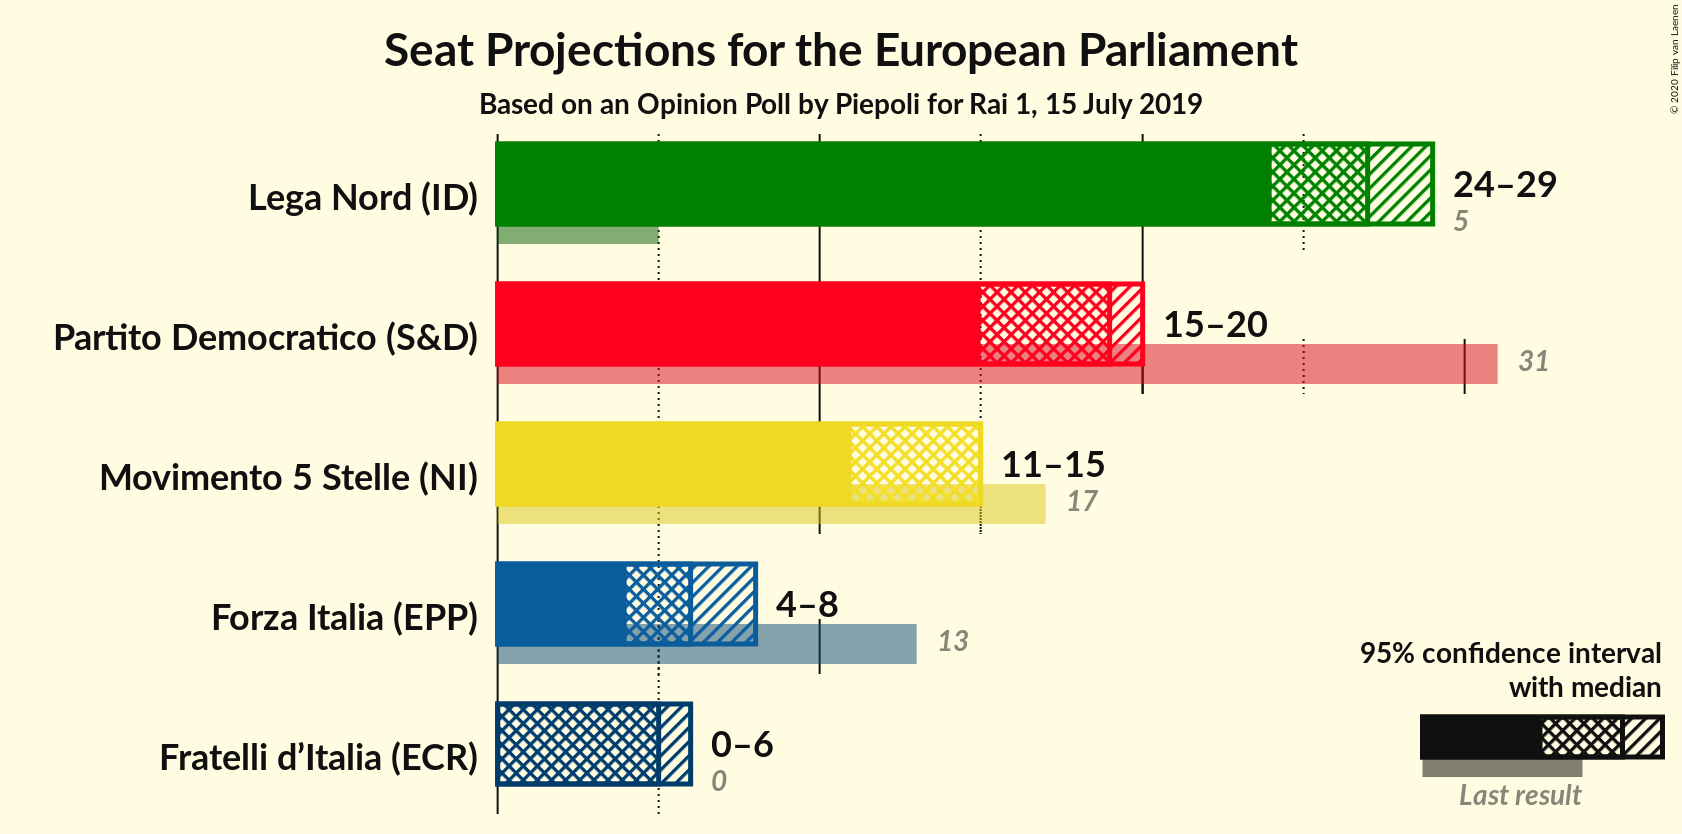 Seat Projections for the European Parliament
Based on an Opinion Poll by Piepoli for Rai 1, 15 July 2019
© 2020 Filip van Laenen
Lega Nord (ID)
24–29
5
Partito Democratico (S&D)
15–20
31
Movimento 5 Stelle (NI)
11–15
17
Forza Italia (EPP)
4–8
13
Fratelli d’Italia (ECR)
0–6
0
95% confidence interval
with median
Last result